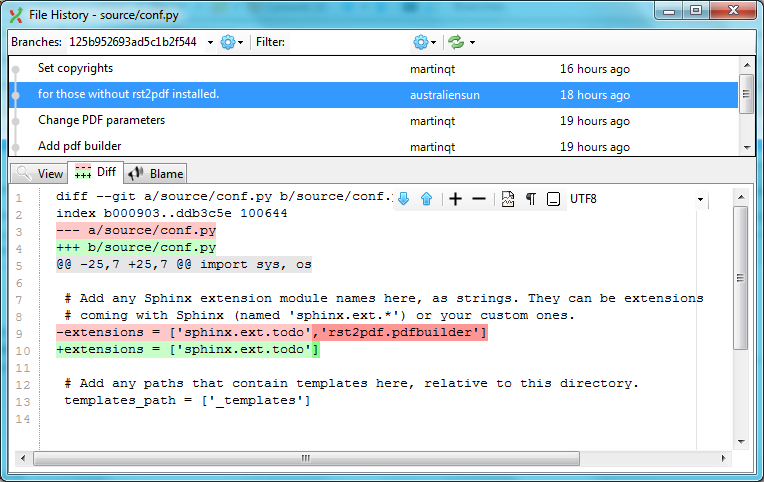 File History - source/conf.py
Branches: 125b952693ad5c1b2f544 Filter:
Set copyrights martinqt 16 hours ago
for those without rst2pdf installed. australiensun 18 hours ago
Change PDF parameters martinqt 19 hours ago
Add pdf builder martinqt 19 hours ago
View Diff Blame
UTF8
1 diff --git a/source/conf.py b/source/conf.
2 index b000903..ddb3c5e 100644
3 --- a/source/conf.py
4 +++ b/source/conf.py
5 @@ -25,7 +25,7 @@ import sys, os
6
7 # Add any Sphinx extension module names here, as strings. They can be extensions
8 # coming with Sphinx (named 'sphinx.ext.*') or your custom ones.
9 -extensions = ['sphinx.ext.todo','rst2pdf.pdfbuilder']
10 +extensions = ['sphinx.ext.todo']
11
12 # Add any paths that contain templates here, relative to this directory.
13 templates_path = ['_templates']
14